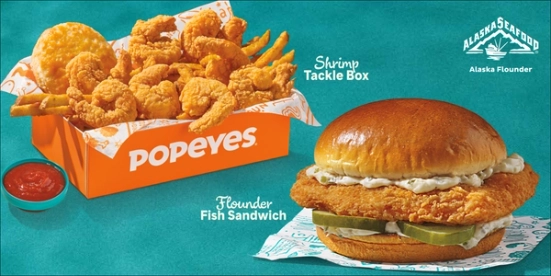 Shrimp
Tackle Box
ALASKA SEAFOOD
Alaska Flounder
POPEYES
Flounder
Fish Sandwich